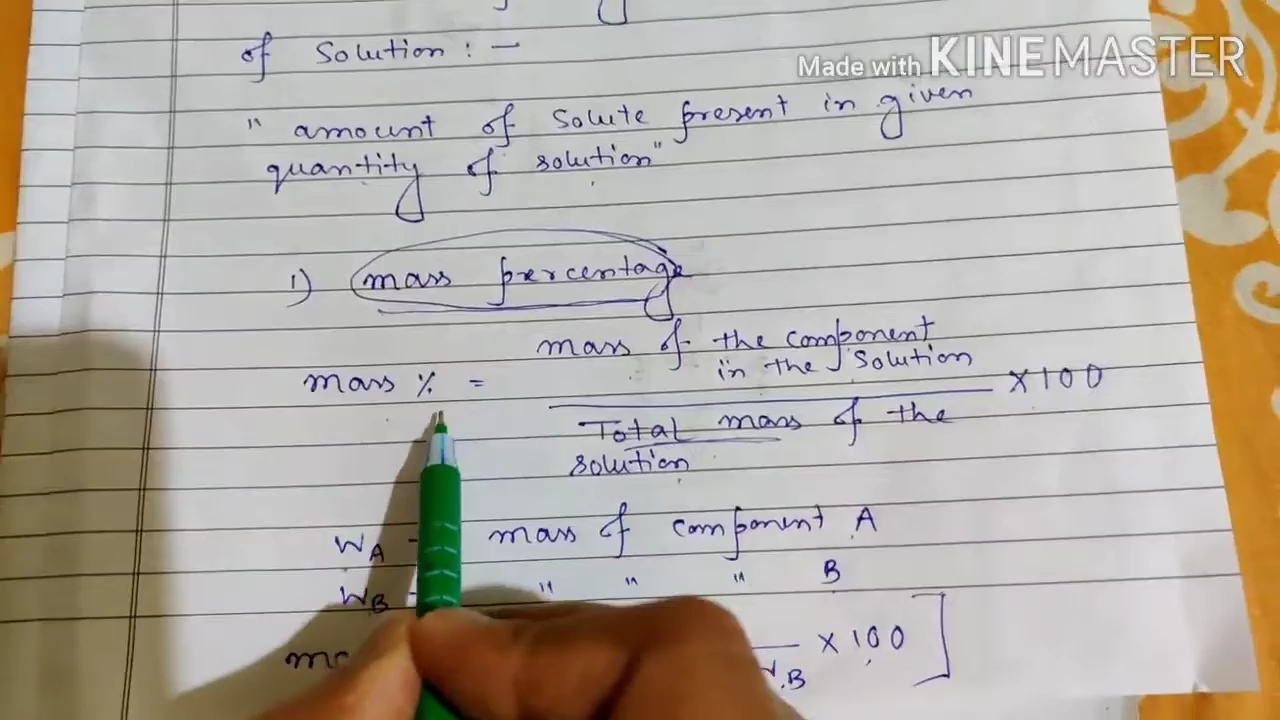 Made with KINEMASTER
of Solution : -
" amount of solute present in given
quantity of solution"
1) mass percentage
mass of the component
in the solution
mass % = × 100
Total mass of the
solution
WA - mass of component A
WB - " " " B
× 100 ]
B